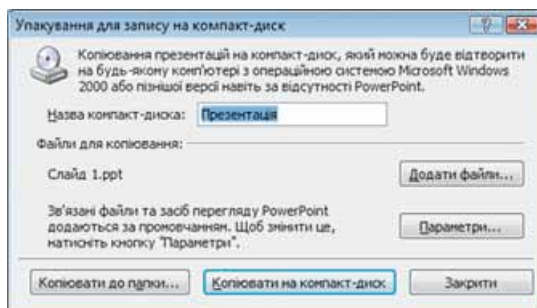 Упакування для запису на компакт-диск
Копіювання презентацій на компакт-диск, який можна буде відтворити
на будь-якому комп'ютері з операційною системою Microsoft Windows
2000 або пізнішої версії навіть за відсутності PowerPoint.
Назва компакт-диска: Презентація
Файли для копіювання:
Слайд 1.ppt Додати файли...
Зв'язані файли та засіб перегляду PowerPoint
додаються за промовчанням. Щоб змінити це,
натисніть кнопку "Параметри".
Параметри...
Копіювати до папки... Копіювати на компакт-диск Закрити